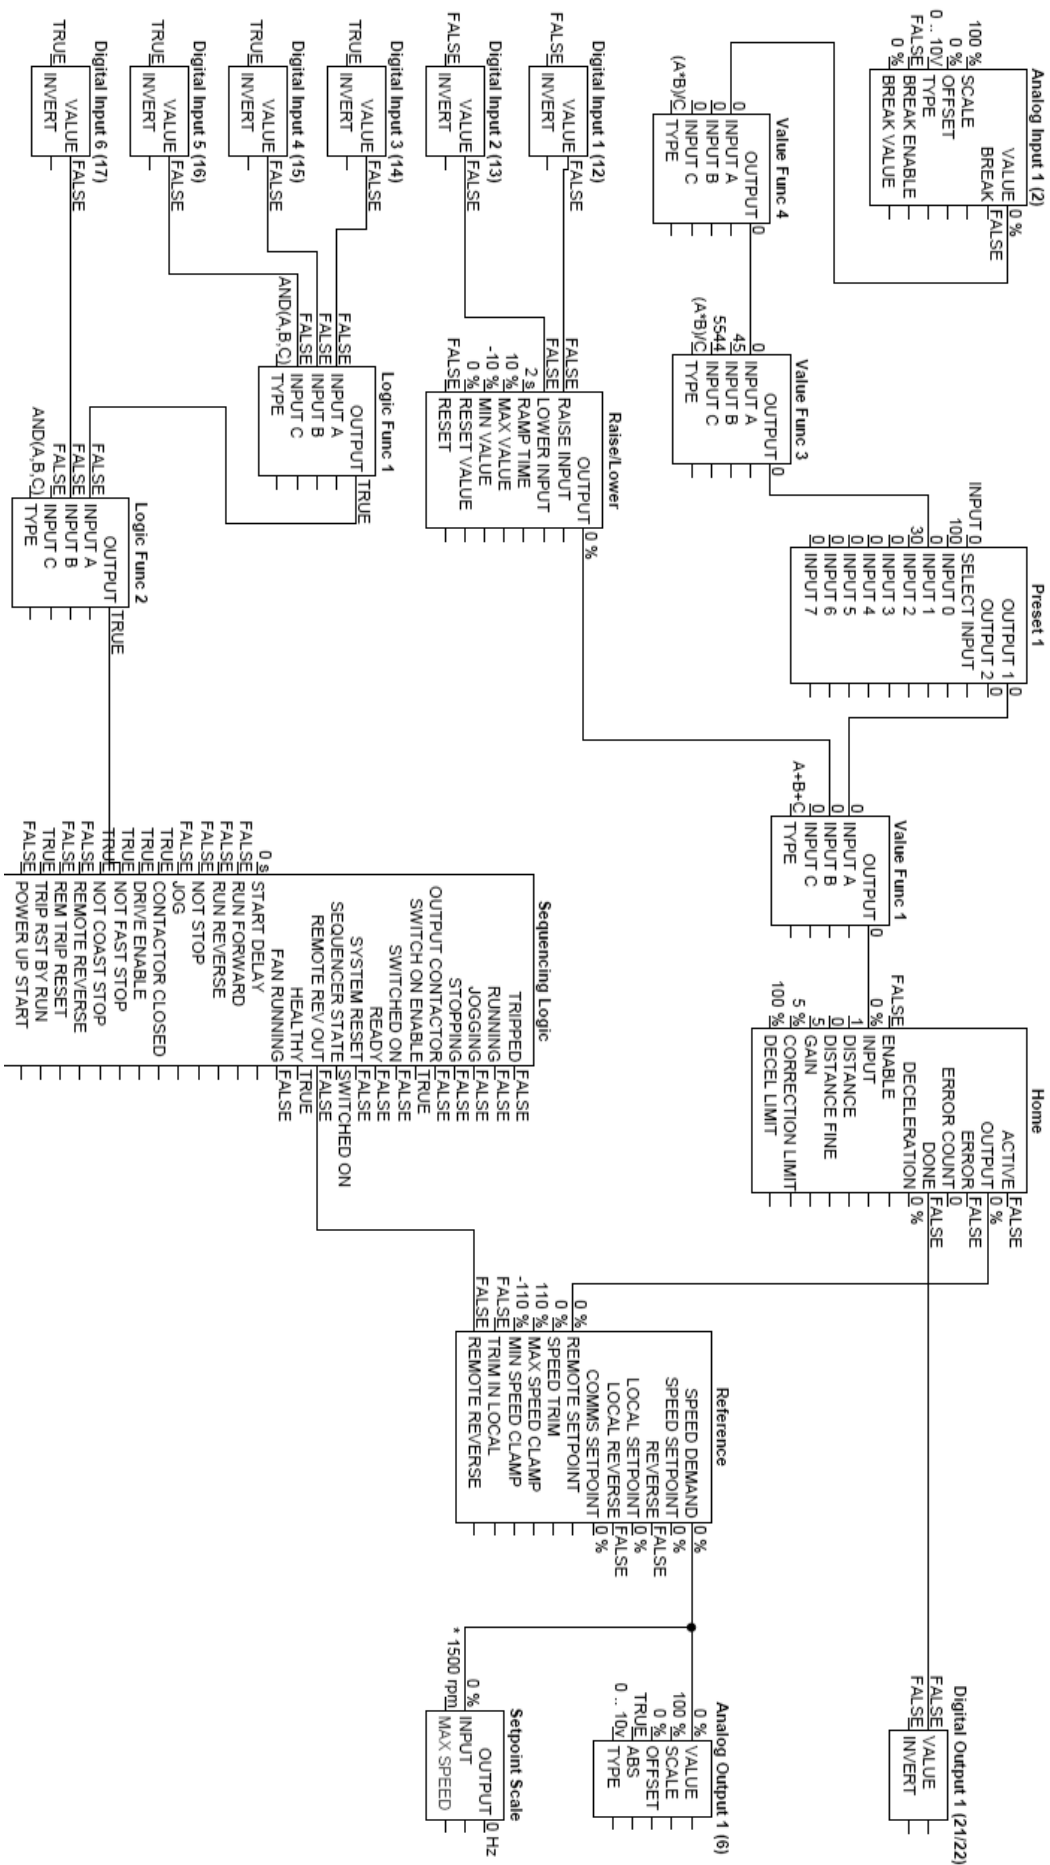 Analog Input 1 (2)
VALUE 0 %
BREAK FALSE
100 % SCALE
0 % OFFSET
0 .. 10V TYPE
FALSE BREAK ENABLE
0 % BREAK VALUE
Value Func 4
OUTPUT 0
0 INPUT A
0 INPUT B
0 INPUT C
(A*B)/C TYPE
Value Func 3
OUTPUT 0
0 INPUT A
45 INPUT B
5544 INPUT C
(A*B)/C TYPE
Preset 1
OUTPUT 1 0
OUTPUT 2 0
INPUT 0 SELECT INPUT
100 INPUT 0
0 INPUT 1
30 INPUT 2
0 INPUT 3
0 INPUT 4
0 INPUT 5
0 INPUT 6
0 INPUT 7
Value Func 1
OUTPUT 0
0 INPUT A
0 INPUT B
0 INPUT C
A+B+C TYPE
Home
ACTIVE FALSE
OUTPUT 0 %
ERROR FALSE
ERROR COUNT 0
DONE FALSE
DECELERATION 0 %
FALSE ENABLE
0 % INPUT
1 DISTANCE
0 DISTANCE FINE
5 GAIN
5 % CORRECTION LIMIT
100 % DECEL LIMIT
Digital Output 1 (21/22)
FALSE VALUE
FALSE INVERT
Digital Input 1 (12)
VALUE FALSE
FALSE INVERT
Digital Input 2 (13)
VALUE FALSE
FALSE INVERT
Raise/Lower
OUTPUT 0 %
FALSE RAISE INPUT
FALSE LOWER INPUT
2 s RAMP TIME
10 % MAX VALUE
-10 % MIN VALUE
0 % RESET VALUE
FALSE RESET
Reference
SPEED DEMAND 0 %
SPEED SETPOINT 0 %
REVERSE FALSE
LOCAL SETPOINT 0 %
LOCAL REVERSE FALSE
COMMS SETPOINT 0 %
0 % REMOTE SETPOINT
0 % SPEED TRIM
110 % MAX SPEED CLAMP
-110 % MIN SPEED CLAMP
FALSE TRIM IN LOCAL
FALSE REMOTE REVERSE
Analog Output 1 (6)
0 % VALUE
100 % SCALE
0 % OFFSET
TRUE ABS
0 .. 10v TYPE
Setpoint Scale
OUTPUT 0 Hz
0 % INPUT
* 1500 rpm MAX SPEED
Digital Input 3 (14)
VALUE FALSE
TRUE INVERT
Digital Input 4 (15)
VALUE FALSE
TRUE INVERT
Digital Input 5 (16)
VALUE FALSE
TRUE INVERT
Digital Input 6 (17)
VALUE FALSE
TRUE INVERT
Logic Func 1
OUTPUT TRUE
FALSE INPUT A
FALSE INPUT B
FALSE INPUT C
AND(A,B,C) TYPE
Logic Func 2
OUTPUT TRUE
FALSE INPUT A
FALSE INPUT B
FALSE INPUT C
AND(A,B,C) TYPE
Sequencing Logic
TRIPPED FALSE
RUNNING FALSE
JOGGING FALSE
STOPPING FALSE
OUTPUT CONTACTOR FALSE
SWITCH ON ENABLE TRUE
SWITCHED ON FALSE
READY FALSE
SYSTEM RESET FALSE
SEQUENCER STATE SWITCHED ON
REMOTE REV OUT FALSE
HEALTHY TRUE
FAN RUNNING FALSE
0 s START DELAY
FALSE RUN FORWARD
FALSE RUN REVERSE
FALSE NOT STOP
FALSE JOG
TRUE CONTACTOR CLOSED
TRUE DRIVE ENABLE
TRUE NOT FAST STOP
TRUE NOT COAST STOP
FALSE REMOTE REVERSE
FALSE REM TRIP RESET
TRUE TRIP RST BY RUN
FALSE POWER UP START